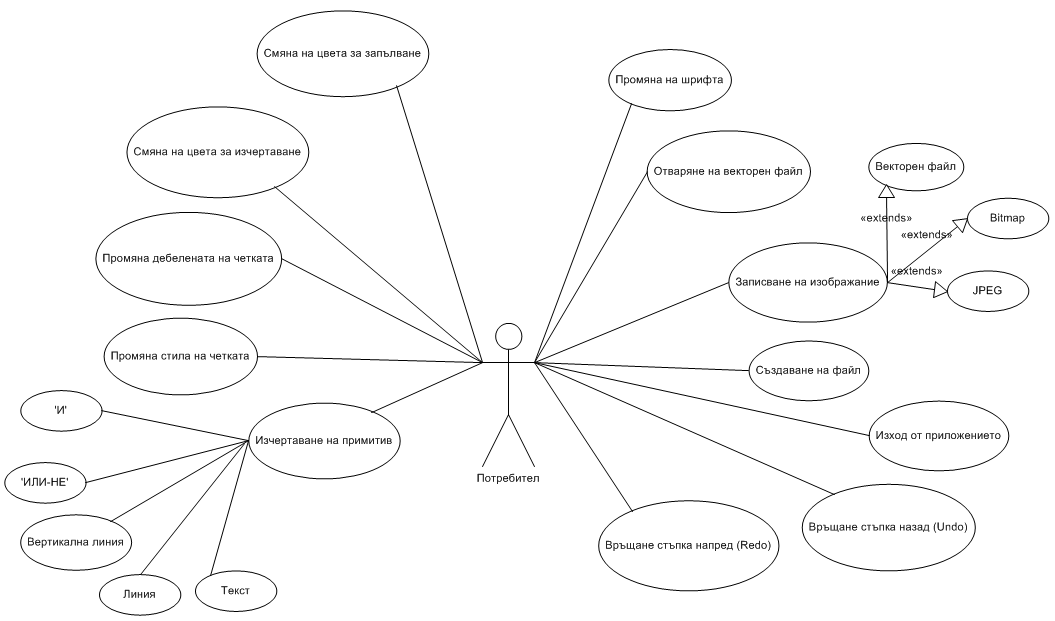 Смяна на цвета за запълване
Промяна на шрифта
Смяна на цвета за изчертаване
Отваряне на векторен файл
Векторен файл
«extends»
Bitmap
«extends»
Промяна дебелената на четката
«extends»
Записване на изображание
JPEG
Промяна стила на четката
Създаване на файл
'И'
Изчертаване на примитив
Изход от приложението
Потребител
'ИЛИ-НЕ'
Връщане стъпка назад (Undo)
Вертикална линия
Връщане стъпка напред (Redo)
Линия
Текст